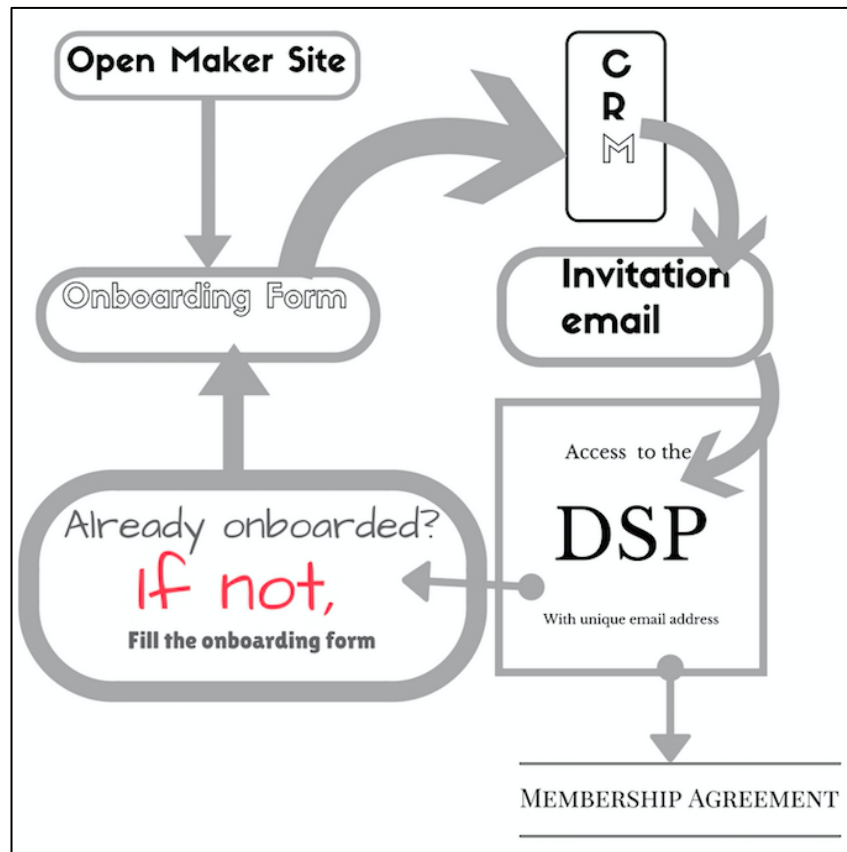 Open Maker Site
C
R
M
Onboarding Form
Invitation
email
Access to the
DSP
With unique email address
Already onboarded?
If not,
Fill the onboarding form
MEMBERSHIP AGREEMENT